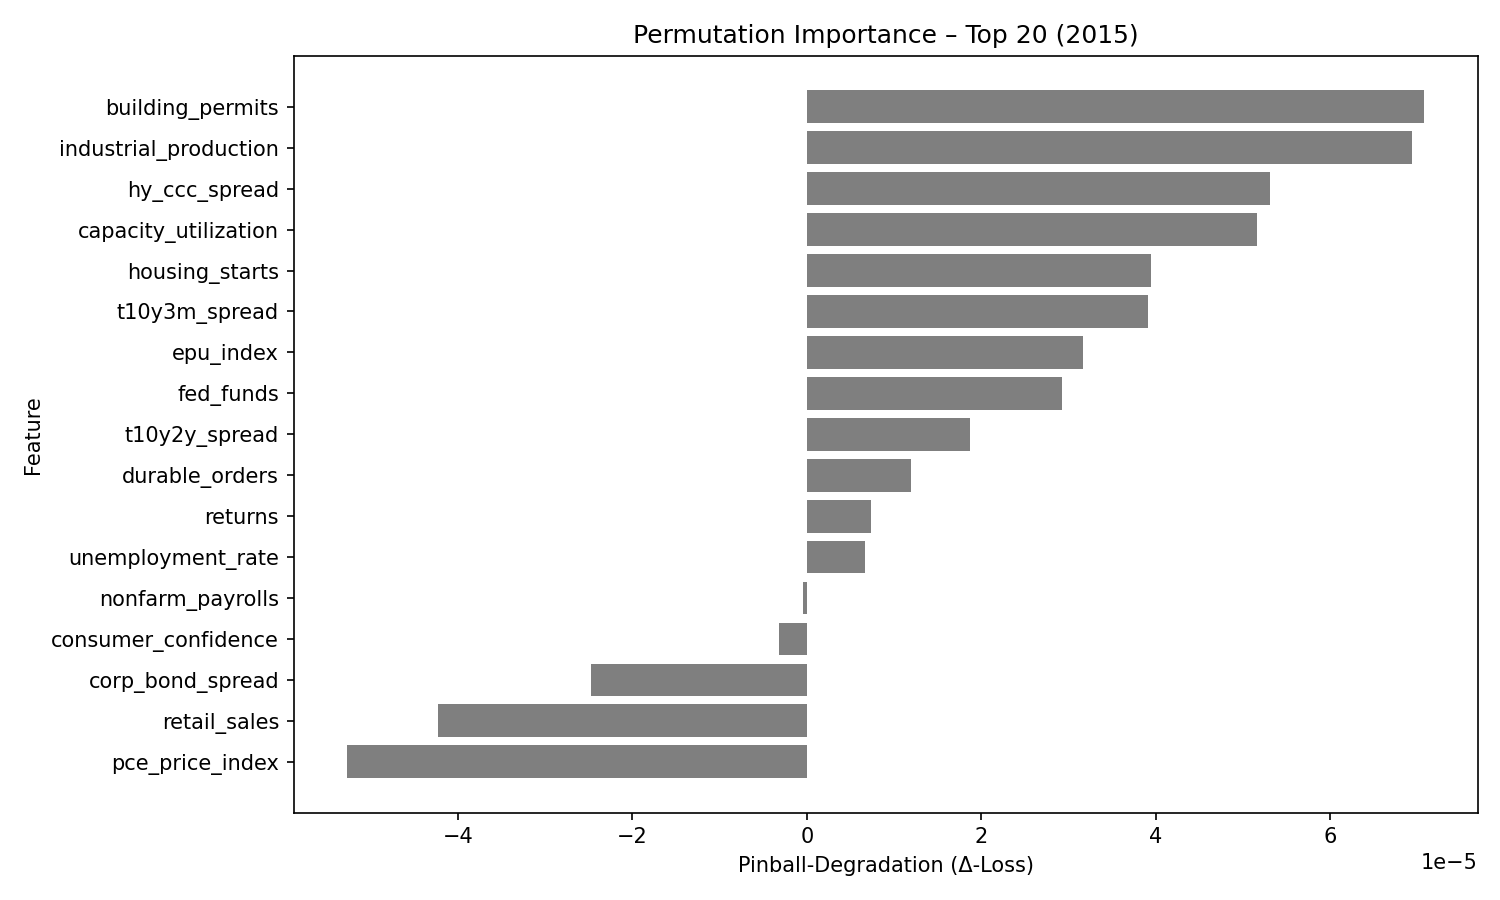 Permutation Importance – Top 20 (2015)
building_permits
industrial_production
hy_ccc_spread
capacity_utilization
housing_starts
t10y3m_spread
epu_index
fed_funds
t10y2y_spread
durable_orders
returns
unemployment_rate
nonfarm_payrolls
consumer_confidence
corp_bond_spread
retail_sales
pce_price_index
Feature
−4 −2 0 2 4 6
1e−5
Pinball-Degradation (Δ-Loss)